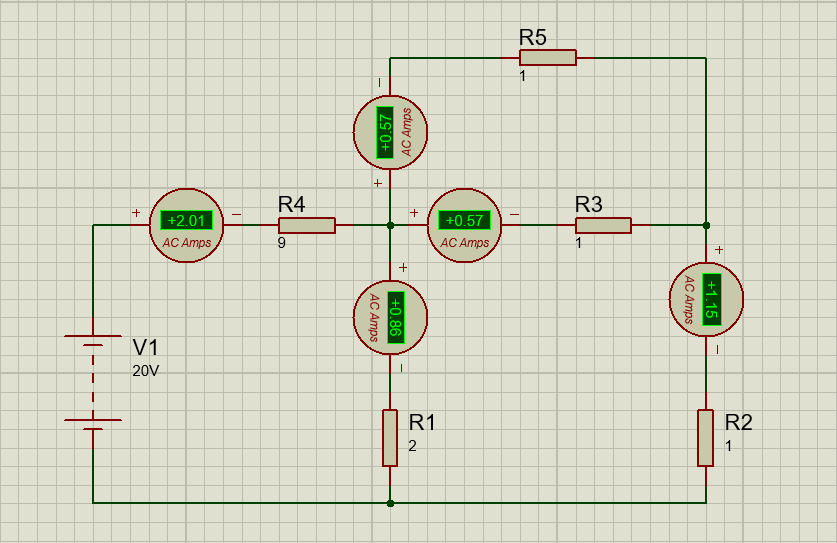 R5
1
−
+0.57
AC Amps
+
+
+2.01
−
AC Amps
R4
9
+
+0.57
−
AC Amps
R3
1
+
+0.86
AC Amps
−
+
+1.15
AC Amps
−
V1
20V
R1
2
R2
1